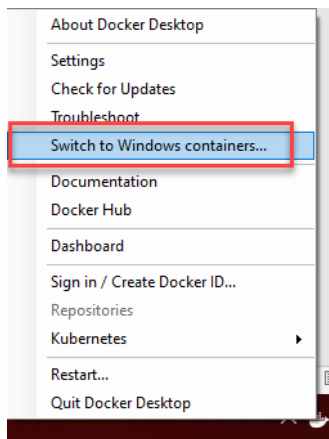 About Docker Desktop
Settings
Check for Updates
Troubleshoot
Switch to Windows containers...
Documentation
Docker Hub
Dashboard
Sign in / Create Docker ID...
Repositories
Kubernetes
Restart...
Quit Docker Desktop